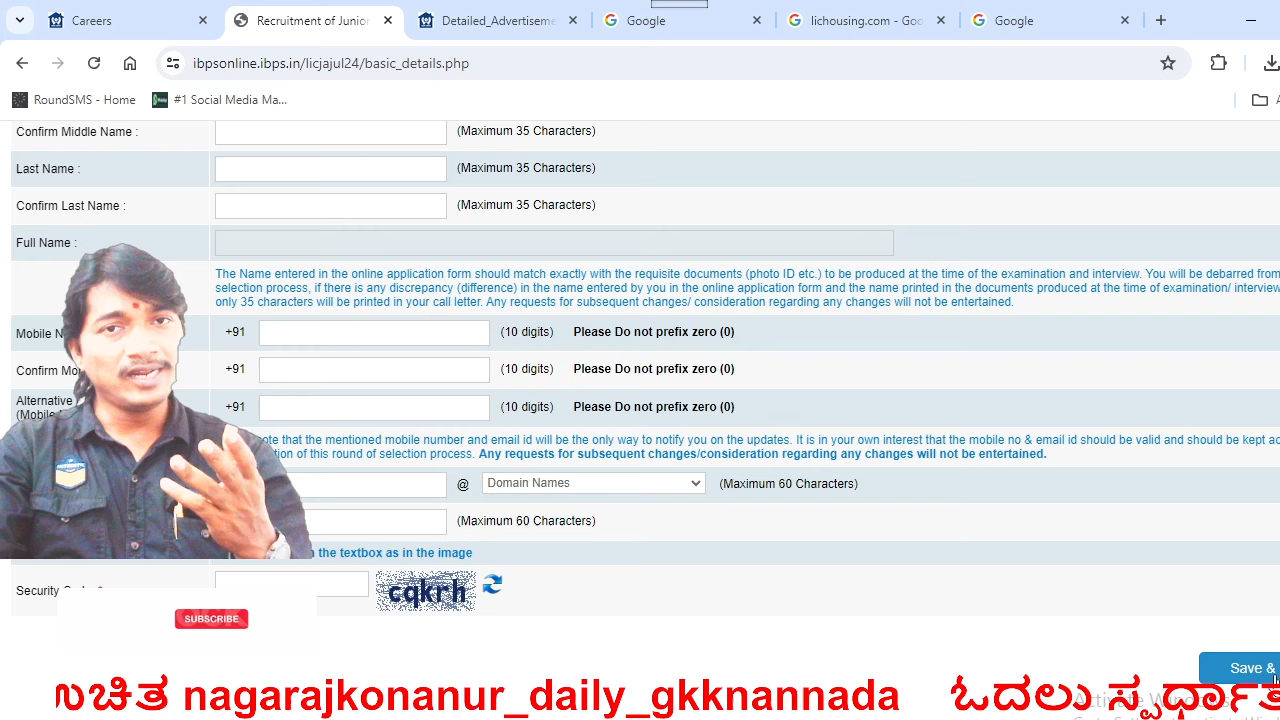 Careers
Recruitment of Junior
Detailed_Advertiseme
Google
lichousing.com - Goo
Google
ibpsonline.ibps.in/licjajul24/basic_details.php
RoundSMS - Home
#1 Social Media Ma...
Confirm Middle Name :
(Maximum 35 Characters)
Last Name :
(Maximum 35 Characters)
Confirm Last Name :
(Maximum 35 Characters)
Full Name :
The Name entered in the online application form should match exactly with the requisite documents (photo ID etc.) to be produced at the time of the examination and interview. You will be debarred from
selection process, if there is any discrepancy (difference) in the name entered by you in the online application form and the name printed in the documents produced at the time of examination/ interview
only 35 characters will be printed in your call letter. Any requests for subsequent changes/ consideration regarding any changes will not be entertained.
Mobile N
+91
(10 digits)
Please Do not prefix zero (0)
Confirm Mo
+91
(10 digits)
Please Do not prefix zero (0)
Alternative
(Mobile
+91
(10 digits)
Please Do not prefix zero (0)
note that the mentioned mobile number and email id will be the only way to notify you on the updates. It is in your own interest that the mobile no & email id should be valid and should be kept ac
tion of this round of selection process. Any requests for subsequent changes/consideration regarding any changes will not be entertained.
@
Domain Names
(Maximum 60 Characters)
(Maximum 60 Characters)
the textbox as in the image
Security
cqkrh
SUBSCRIBE
Save &
ಉಚಿತ nagarajkonanur_daily_gkknannada ಓದಲು
Activate Windows